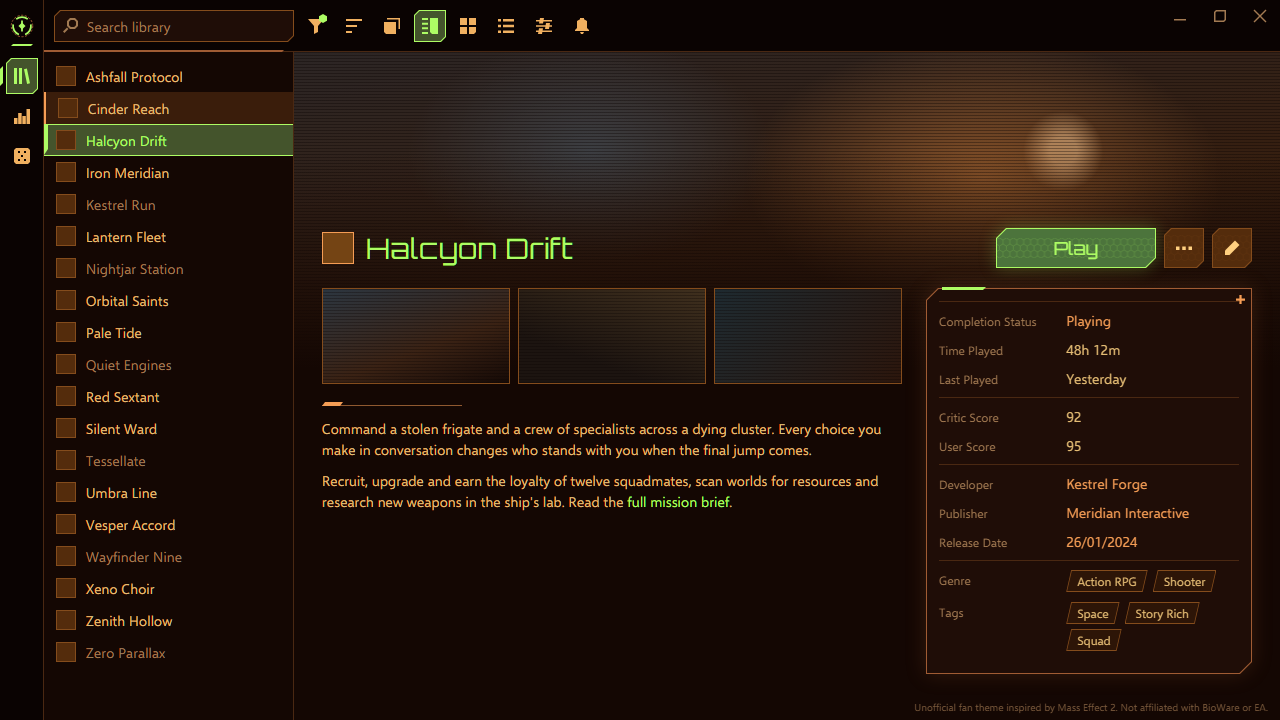 Search library
Ashfall Protocol
Cinder Reach
Halcyon Drift
Iron Meridian
Kestrel Run
Lantern Fleet
Nightjar Station
Orbital Saints
Pale Tide
Quiet Engines
Red Sextant
Silent Ward
Tessellate
Umbra Line
Vesper Accord
Wayfinder Nine
Xeno Choir
Zenith Hollow
Zero Parallax
Halcyon Drift
Play
Command a stolen frigate and a crew of specialists across a dying cluster. Every choice you
make in conversation changes who stands with you when the final jump comes.
Recruit, upgrade and earn the loyalty of twelve squadmates, scan worlds for resources and
research new weapons in the ship's lab. Read the full mission brief.
Completion Status Playing
Time Played 48h 12m
Last Played Yesterday
Critic Score 92
User Score 95
Developer Kestrel Forge
Publisher Meridian Interactive
Release Date 26/01/2024
Genre Action RPG Shooter
Tags Space Story Rich
Squad
Unofficial fan theme inspired by Mass Effect 2. Not affiliated with BioWare or EA.